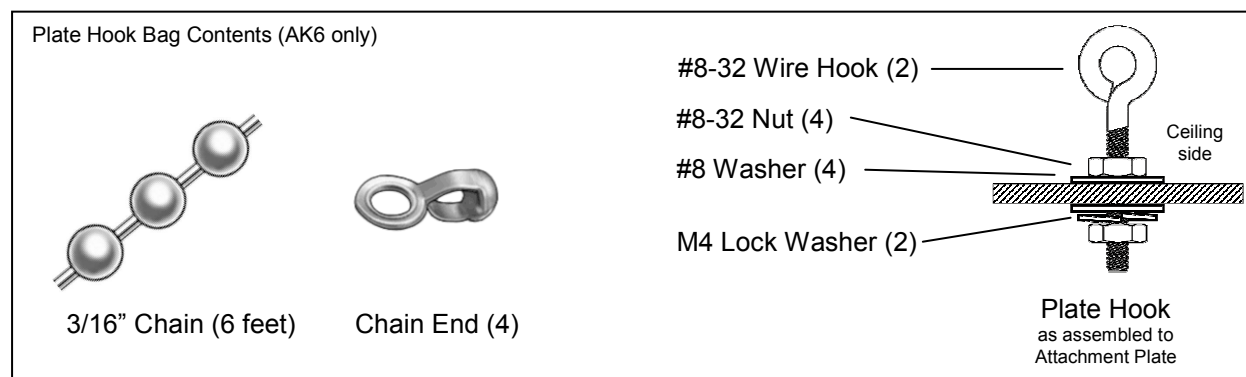 Plate Hook Bag Contents (AK6 only)
3/16” Chain (6 feet)
Chain End (4)
#8-32 Wire Hook (2)
#8-32 Nut (4)
#8 Washer (4)
M4 Lock Washer (2)
Ceiling
side
Plate Hook
as assembled to
Attachment Plate